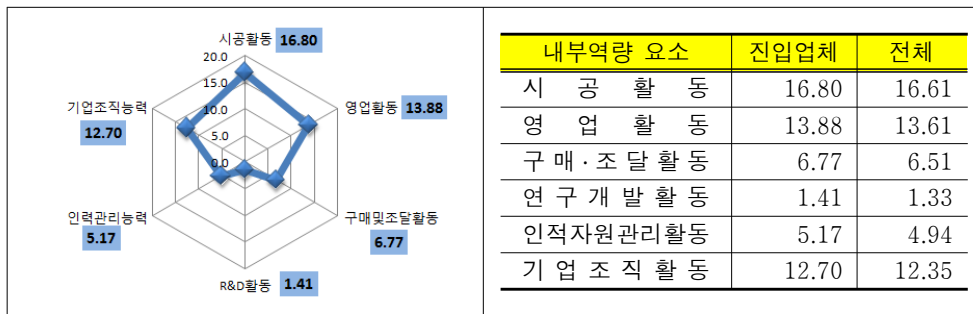 시공활동 16.80
20.0
15.0
10.0
5.0
0.0
영업활동
13.88
구매및조달활동
6.77
R&D활동 1.41
인력관리능력
5.17
기업조직능력
12.70
내부역량 요소 진입업체 전체
시 공 활 동 16.80 16.61
영 업 활 동 13.88 13.61
구 매 · 조 달 활 동 6.77 6.51
연 구 개 발 활 동 1.41 1.33
인적자원관리활동 5.17 4.94
기 업 조 직 활 동 12.70 12.35